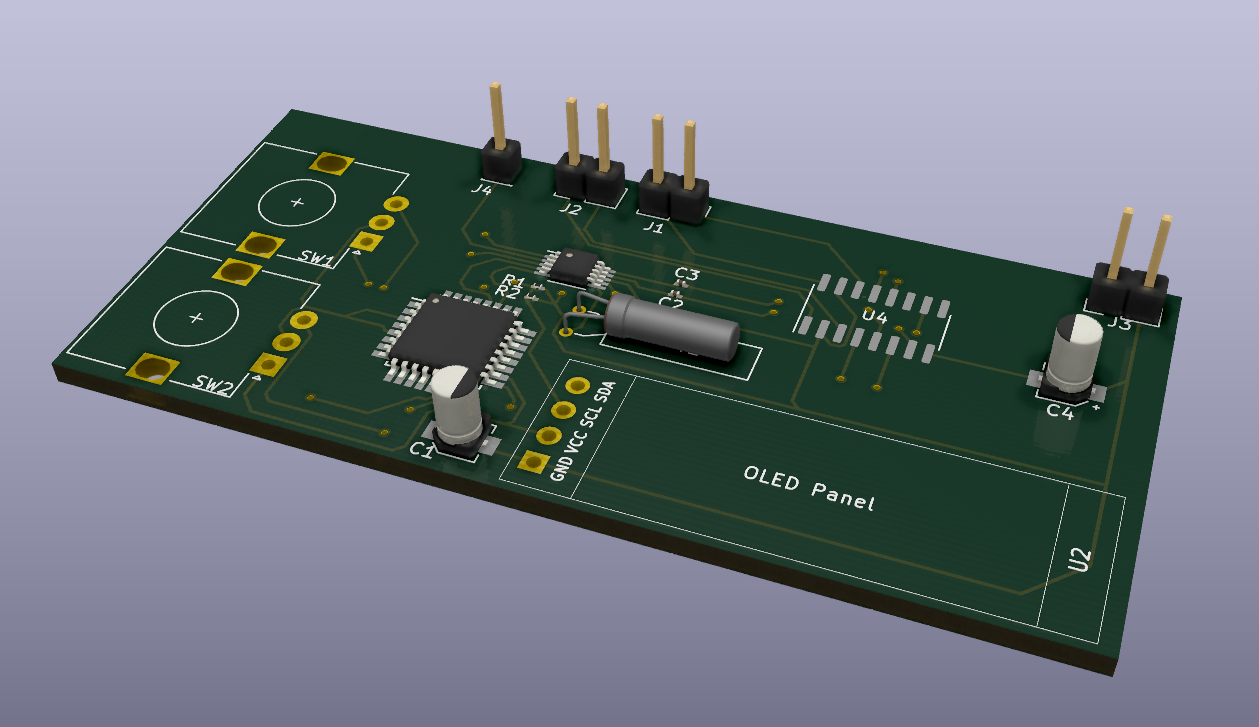 J4
J2
J1
SW1
R1
R2
C3
C2
U4
J3
SW2
C4
+
C1
GND VCC SCL SDA
OLED Panel
U2